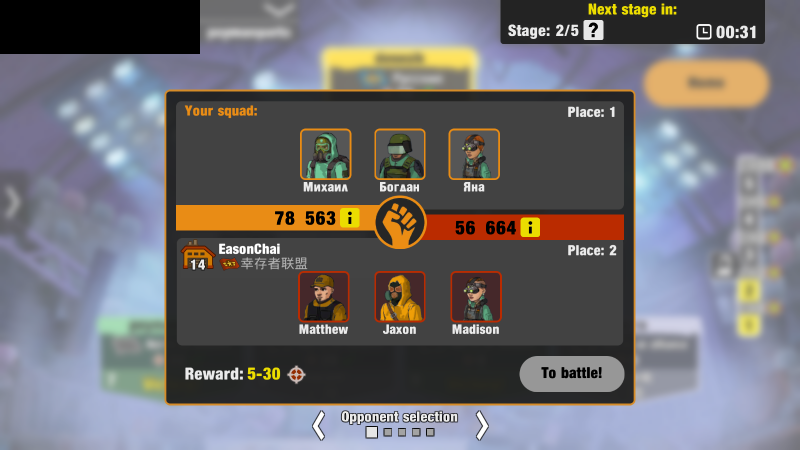 Next stage in:
Stage: 2/5 ?
00:31
Your squad:
Place: 1
Михаил
Богдан
Яна
78 563 i
56 664 i
EasonChai
Place: 2
14
幸存者联盟
Matthew
Jaxon
Madison
Reward: 5-30
To battle!
Opponent selection